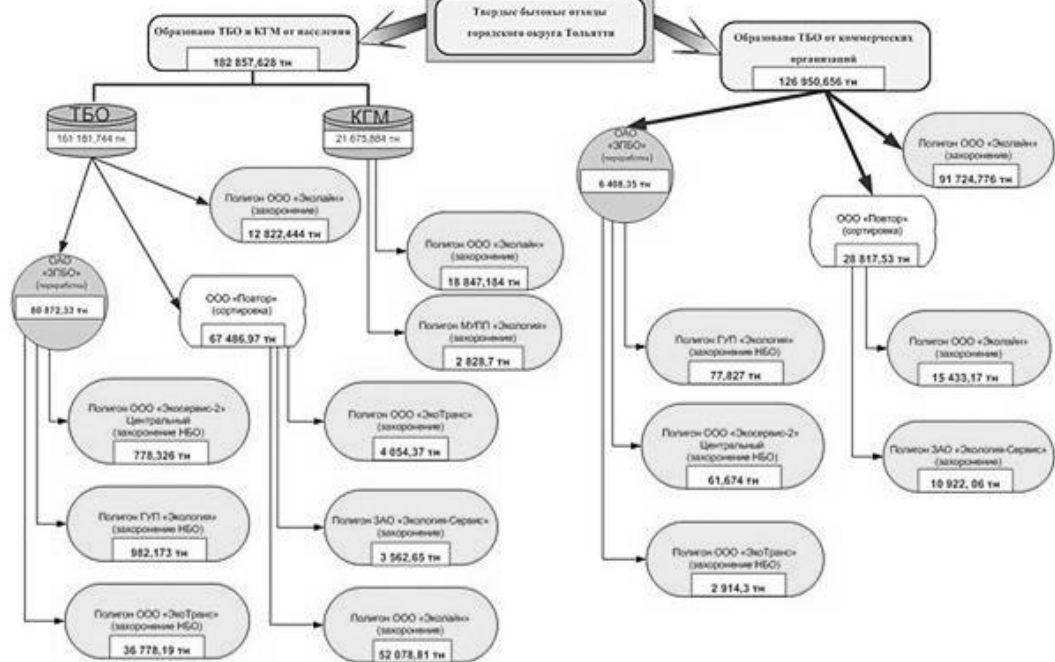 Твердые бытовые отходы
городского округа Тольятти
Образовано ТБО и КГМ от населения
182 857,628 тн
Образовано ТБО от коммерческих
организаций
126 950,656 тн
ТБО
161 181,744 тн
КГМ
21 675,884 тн
Полигон ООО «Эколайн»
(захоронение)
12 822,444 тн
ОАО
«ЗПБО»
(переработка)
80 872,33 тн
ООО «Повтор»
(сортировка)
67 486,97 тн
Полигон ООО «Эколайн»
(захоронение)
18 847,184 тн
Полигон МУПП «Экология»
(захоронение)
2 828,7 тн
Полигон ООО «Экосервис-2»
Центральный
(захоронение НБО)
778,326 тн
Полигон ГУП «Экология»
(захоронение НБО)
982,173 тн
Полигон ООО «ЭкоТранс»
(захоронение НБО)
36 778,19 тн
Полигон ООО «ЭкоТранс»
(захоронение)
4 054,37 тн
Полигон ЗАО «Экология-Сервис»
(захоронение)
3 562,65 тн
Полигон ООО «Эколайн»
(захоронение)
52 078,81 тн
ОАО
«ЗПБО»
(переработка)
6 408,35 тн
Полигон ООО «Эколайн»
(захоронение)
91 724,776 тн
ООО «Повтор»
(сортировка)
28 817,53 тн
Полигон ГУП «Экология»
(захоронение НБО)
77,827 тн
Полигон ООО «Экосервис-2»
Центральный
(захоронение НБО)
61,674 тн
Полигон ООО «ЭкоТранс»
(захоронение НБО)
2 914,3 тн
Полигон ООО «Эколайн»
(захоронение)
15 433,17 тн
Полигон ЗАО «Экология-Сервис»
(захоронение)
10 922, 06 тн